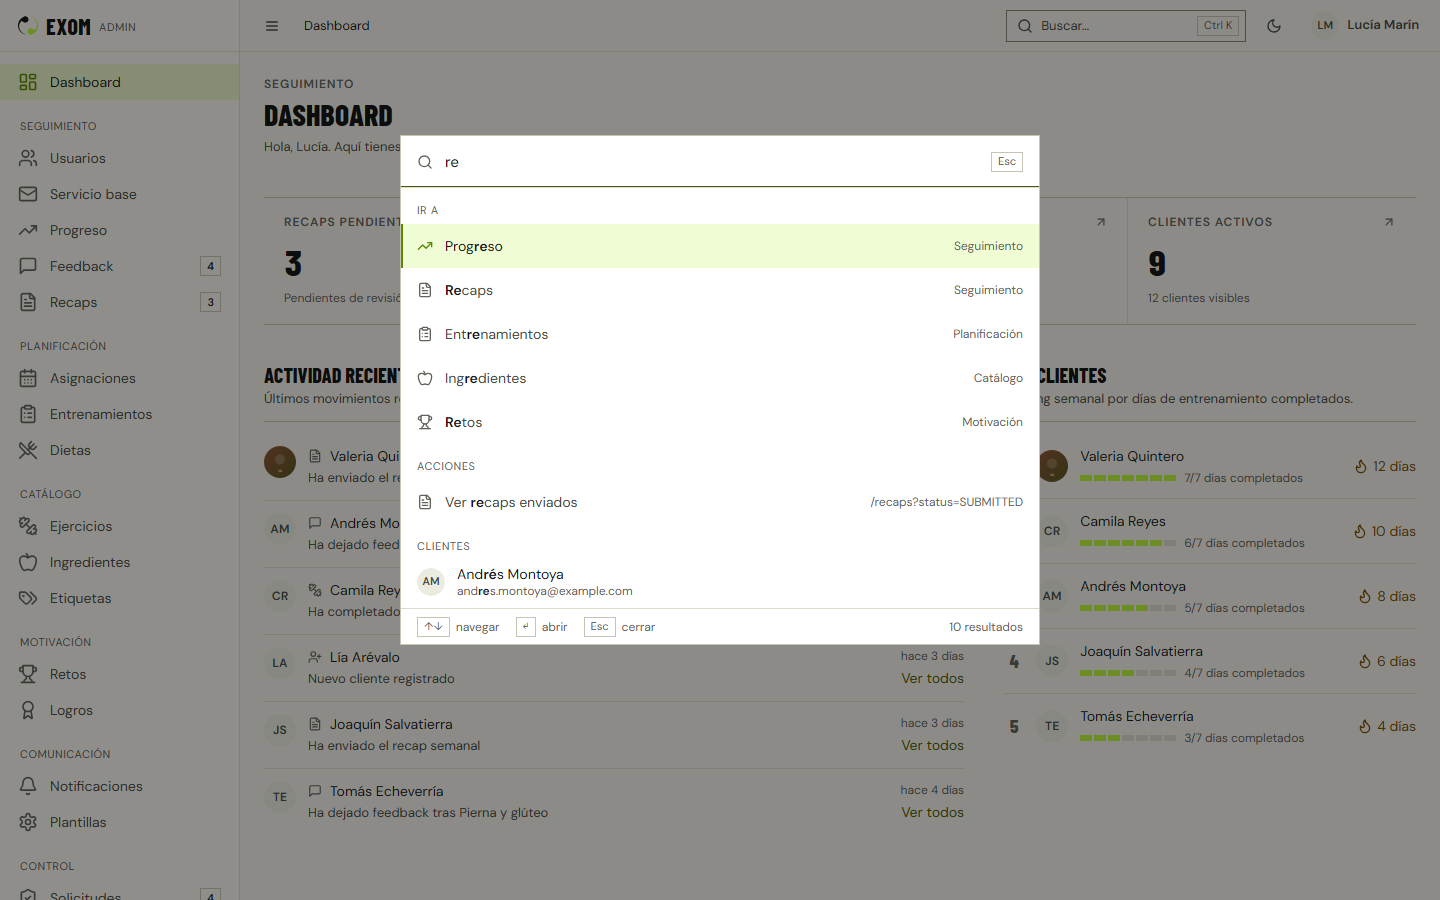 EXOM ADMIN
Dashboard
Buscar...
Ctrl K
LM
Lucía Marín
Dashboard
SEGUIMIENTO
Usuarios
Servicio base
Progreso
Feedback 4
Recaps 3
PLANIFICACIÓN
Asignaciones
Entrenamientos
Dietas
CATÁLOGO
Ejercicios
Ingredientes
Etiquetas
MOTIVACIÓN
Retos
Logros
COMUNICACIÓN
Notificaciones
Plantillas
CONTROL
Solicitudes 4
SEGUIMIENTO
DASHBOARD
Hola, Lucía. Aquí tienes
RECAPS PENDIENT
3
Pendientes de revisió
CLIENTES ACTIVOS
9
12 clientes visibles
re
Esc
IR A
Progreso Seguimiento
Recaps Seguimiento
Entrenamientos Planificación
Ingredientes Catálogo
Retos Motivación
ACCIONES
Ver recaps enviados /recaps?status=SUBMITTED
CLIENTES
AM
Andrés Montoya
andres.montoya@example.com
↑↓ navegar ↵ abrir Esc cerrar 10 resultados
ACTIVIDAD RECIENT
Últimos movimientos r
Valeria Qui
Ha enviado el re
AM
Andrés Mo
Ha dejado feed
CR
Camila Rey
Ha completado
LA
Lía Arévalo hace 3 días
Nuevo cliente registrado Ver todos
JS
Joaquín Salvatierra hace 3 días
Ha enviado el recap semanal Ver todos
TE
Tomás Echeverría hace 4 días
Ha dejado feedback tras Pierna y glúteo Ver todos
CLIENTES
ng semanal por días de entrenamiento completados.
Valeria Quintero
7/7 días completados
12 días
CR
Camila Reyes
6/7 días completados
10 días
AM
Andrés Montoya
5/7 días completados
8 días
4 JS
Joaquín Salvatierra
4/7 días completados
6 días
5 TE
Tomás Echeverría
3/7 días completados
4 días